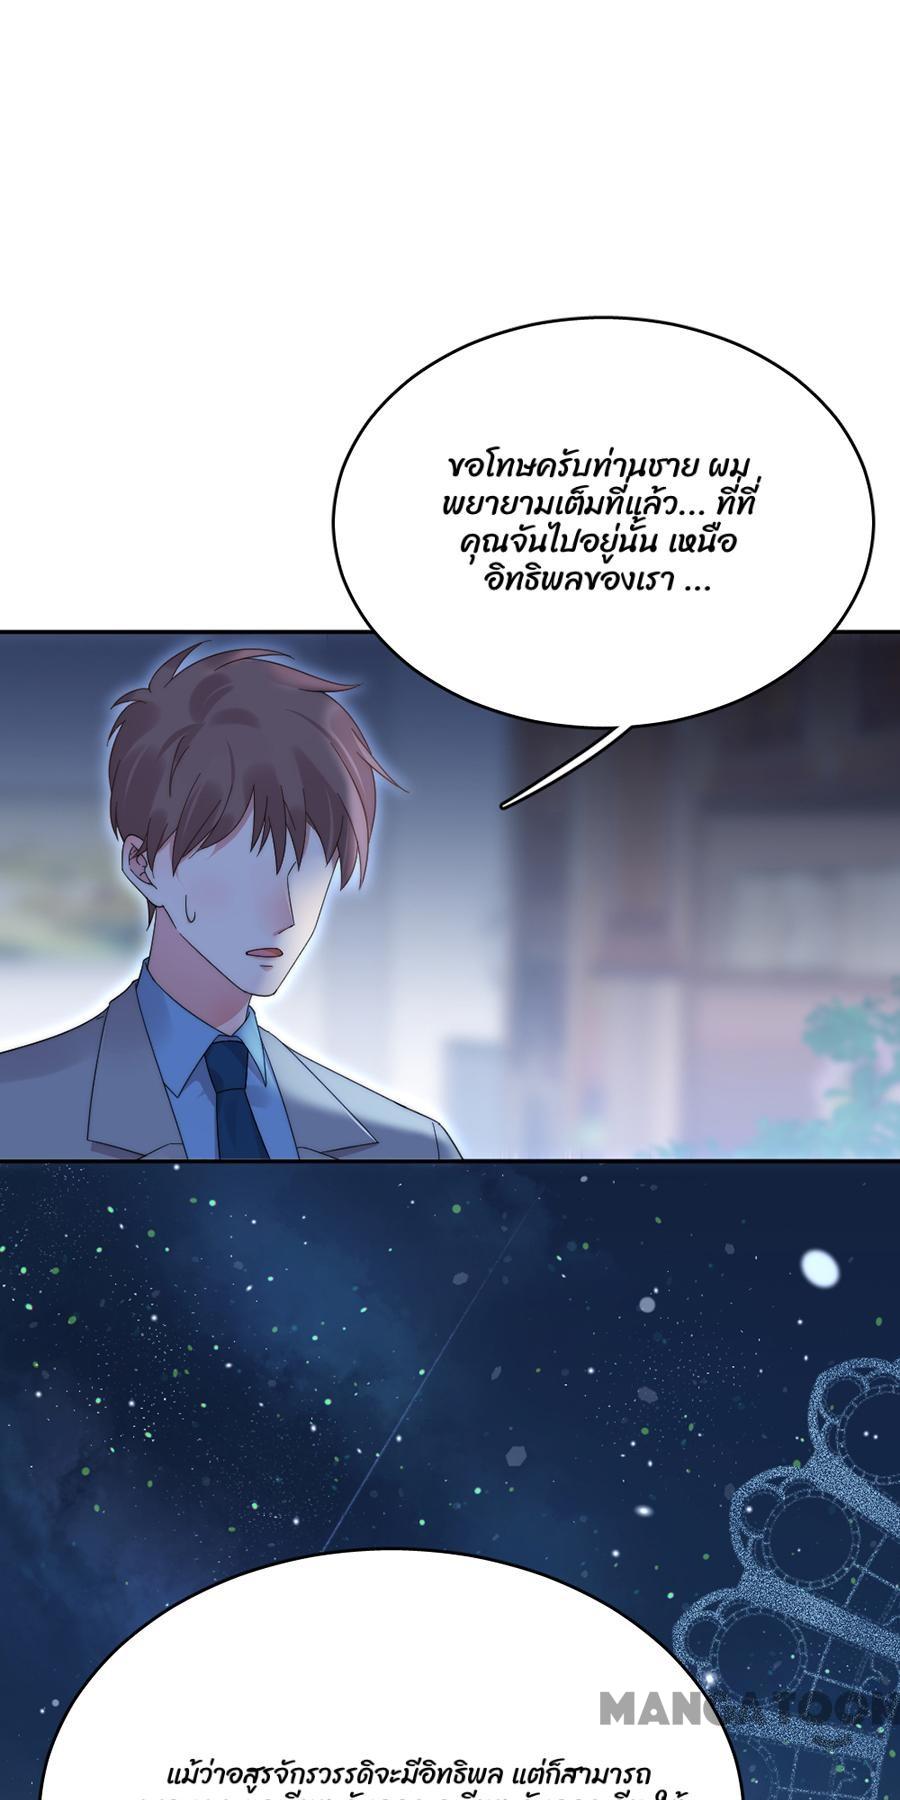 ขอโทษครับท่านชาย ผม
พยายามเต็มที่แล้ว... ที่ที่
คุณจันไปอยู่นั้น เหนือ
อิทธิพลของเรา ...
MANGATOON
แม้ว่าอสูรจักรวรรดิจะมีอิทธิพล แต่ก็สามารถ